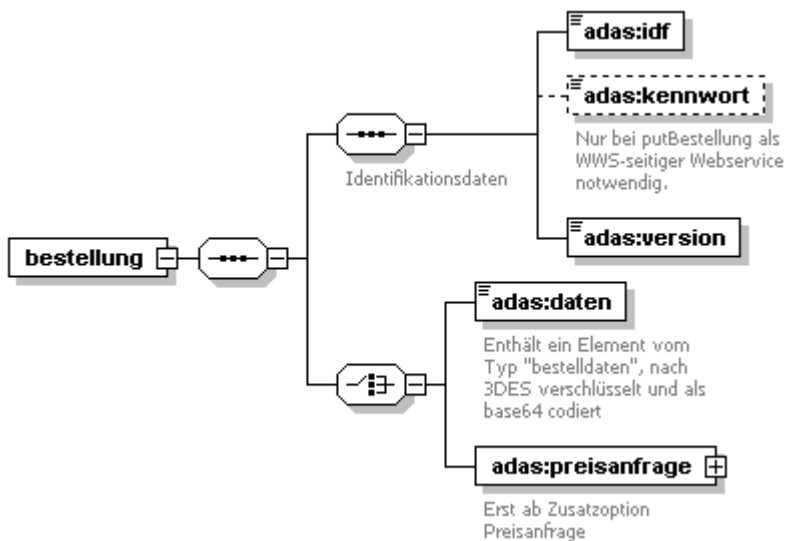 adas:idf
adas:kennwort
Nur bei putBestellung als
WWS-seitiger Webservice
notwendig.
Identifikationsdaten
adas:version
bestellung
adas:daten
Enthält ein Element vom
Typ "bestelldaten", nach
3DES verschlüsselt und als
base64 codiert
adas:preisanfrage
Erst ab Zusatzoption
Preisanfrage